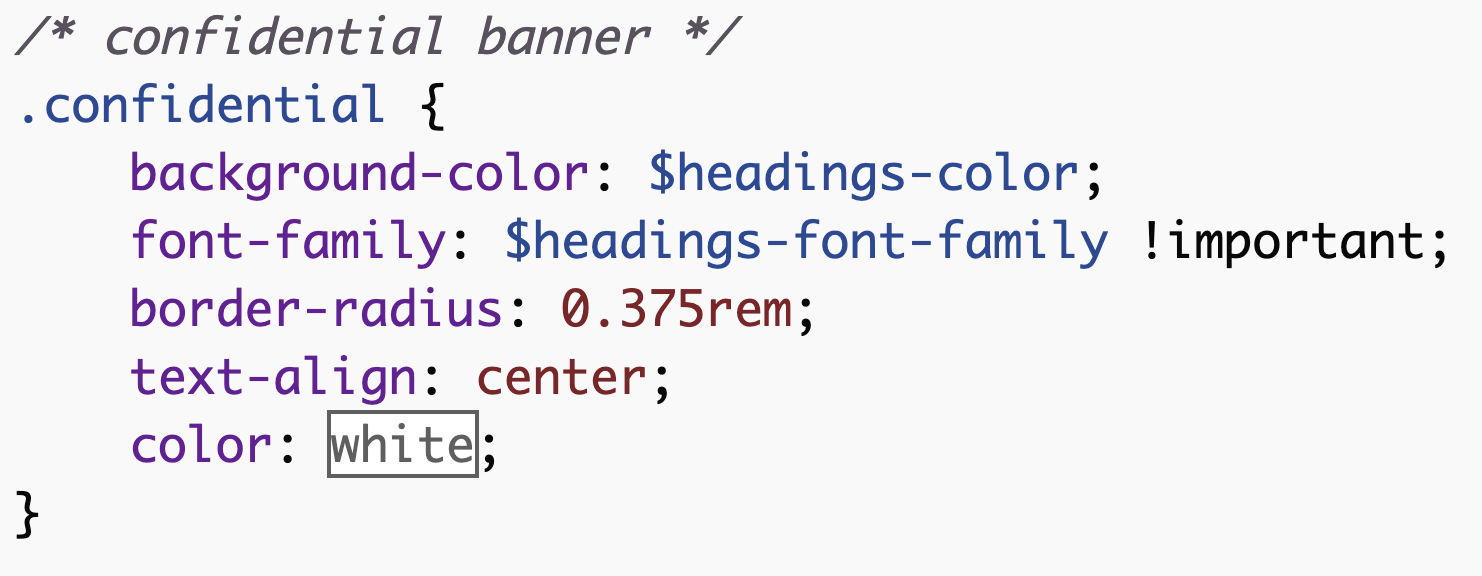 /* confidential banner */
.confidential {
    background-color: $headings-color;
    font-family: $headings-font-family !important;
    border-radius: 0.375rem;
    text-align: center;
    color: white;
}